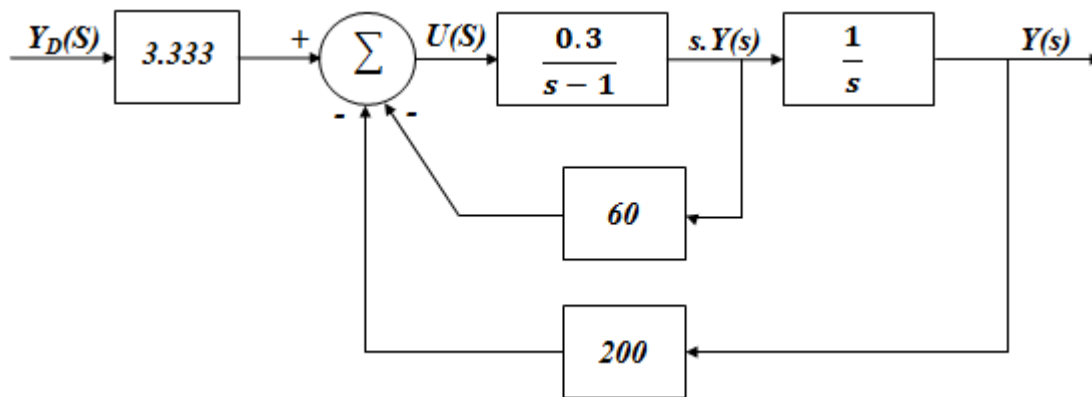 Y_D(S) 3.333 + ∑ U(S) 0.3 s.Y(s) 1 Y(s)
s − 1 s
- -
60
200